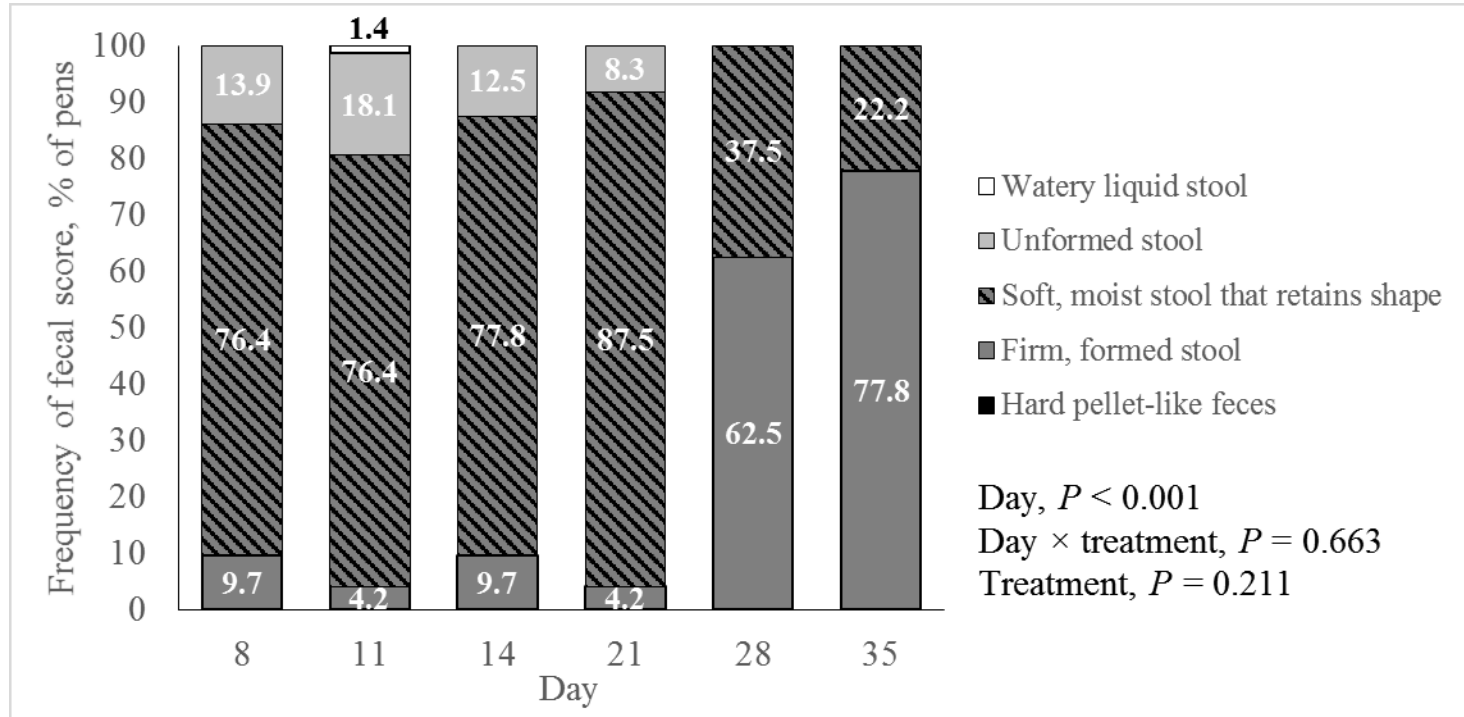 1.4
100
90
80
70
60
50
40
30
20
10
0
Frequency of fecal score, % of pens
13.9
76.4
9.7
18.1
76.4
4.2
12.5
77.8
9.7
8.3
87.5
4.2
37.5
62.5
22.2
77.8
8 11 14 21 28 35
Day
Watery liquid stool
Unformed stool
Soft, moist stool that retains shape
Firm, formed stool
Hard pellet-like feces
Day, P < 0.001
Day × treatment, P = 0.663
Treatment, P = 0.211